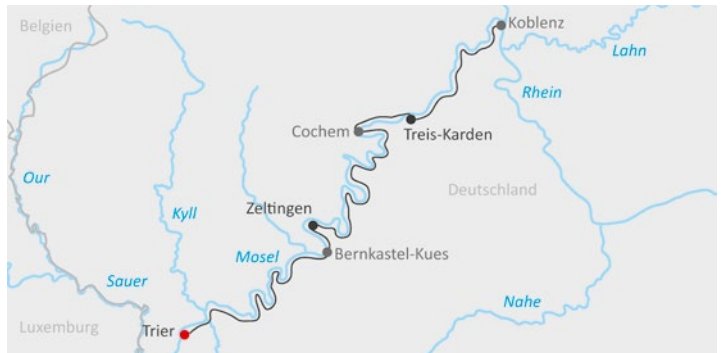 Belgien
Koblenz
Lahn
Rhein
Cochem
Treis-Karden
Our
Deutschland
Zeltingen
Kyll
Mosel
Bernkastel-Kues
Sauer
Nahe
Luxemburg
Trier